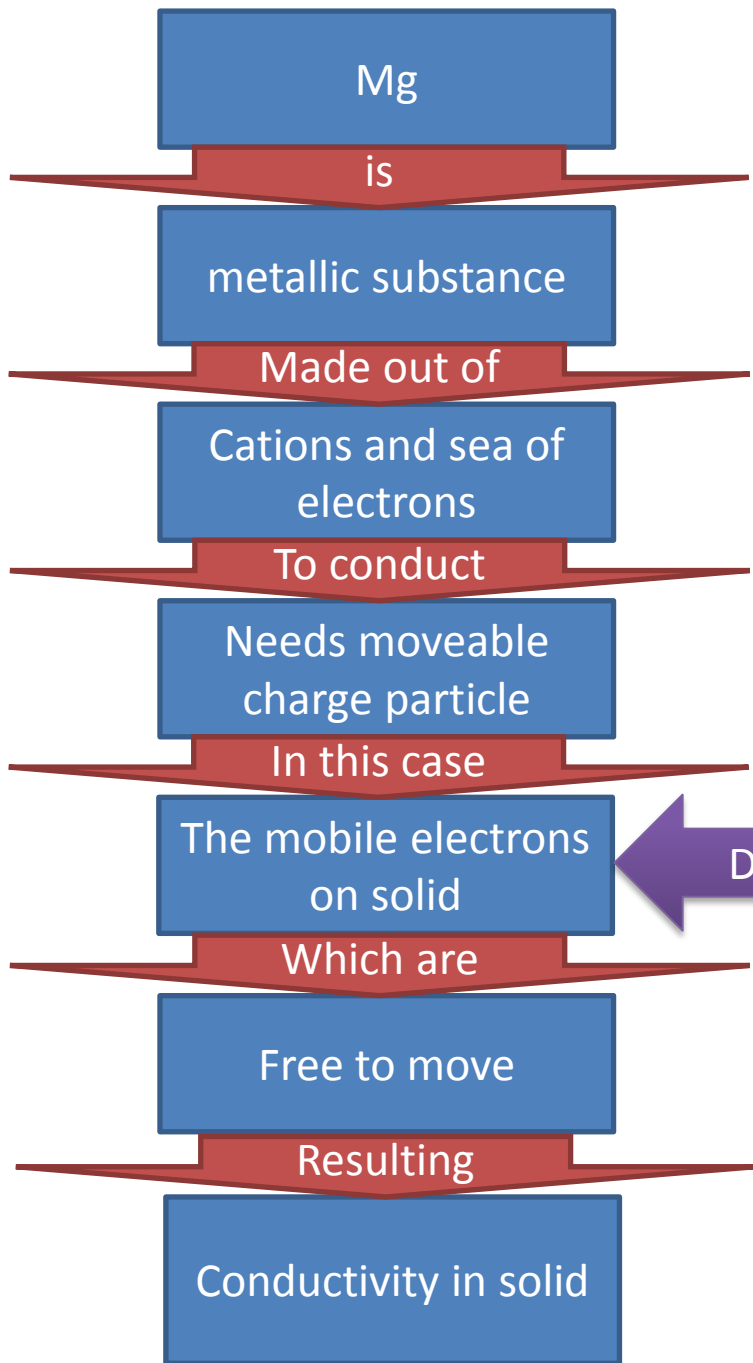 Mg
is
metallic substance
Made out of
Cations and sea of
electrons
To conduct
Needs moveable
charge particle
In this case
The mobile electrons
on solid
D
Which are
Free to move
Resulting
Conductivity in solid